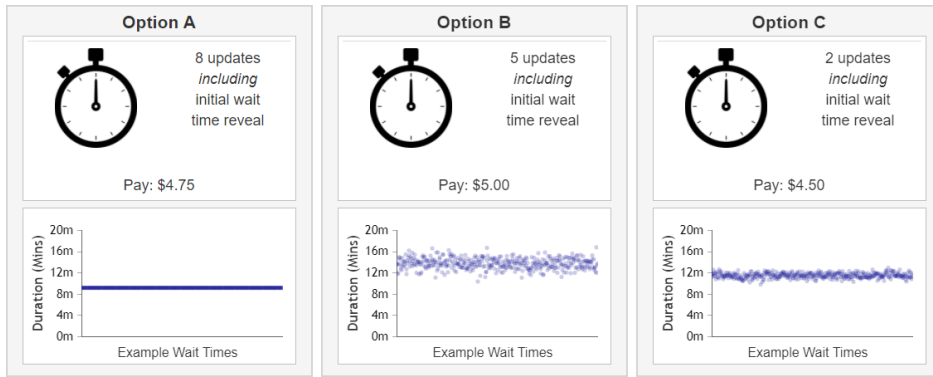 Option A
8 updates
including
initial wait
time reveal
Pay: $4.75
Duration (Mins)
20m
16m
12m
8m
4m
0m
Example Wait Times
Option B
5 updates
including
initial wait
time reveal
Pay: $5.00
Duration (Mins)
20m
16m
12m
8m
4m
0m
Example Wait Times
Option C
2 updates
including
initial wait
time reveal
Pay: $4.50
Duration (Mins)
20m
16m
12m
8m
4m
0m
Example Wait Times